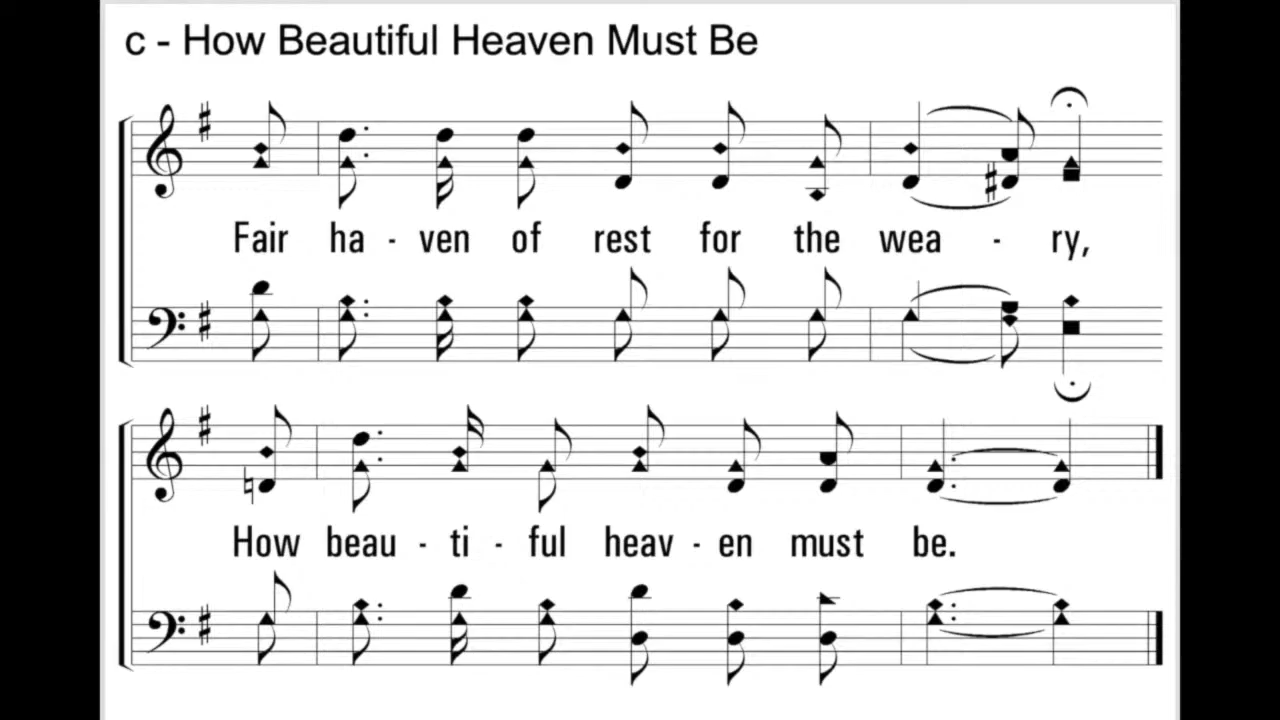 c - How Beautiful Heaven Must Be
Fair ha - ven of rest for the wea - ry,
How beau - ti - ful heav - en must be.